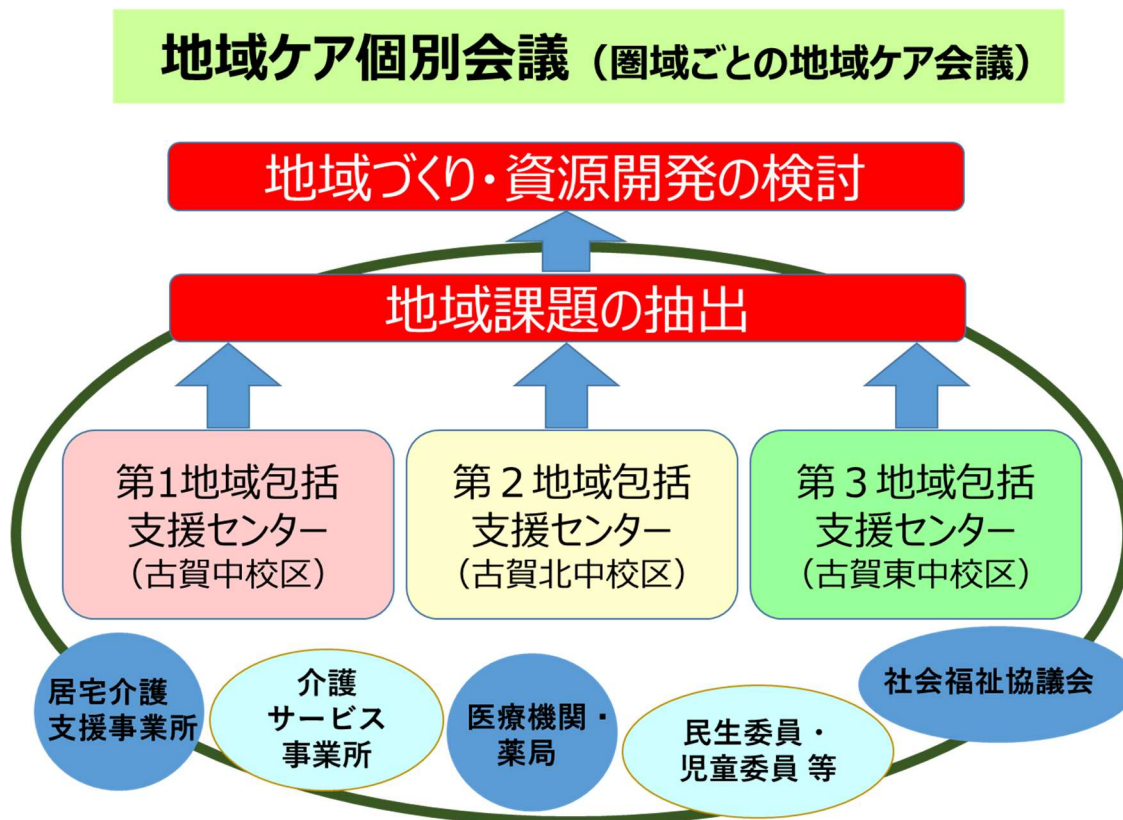 地域ケア個別会議（圏域ごとの地域ケア会議）
地域づくり・資源開発の検討
地域課題の抽出
第1地域包括
支援センター
（古賀中校区）
第２地域包括
支援センター
（古賀北中校区）
第３地域包括
支援センター
（古賀東中校区）
居宅介護
支援事業所
介護
サービス
事業所
医療機関・
薬局
民生委員・
児童委員 等
社会福祉協議会